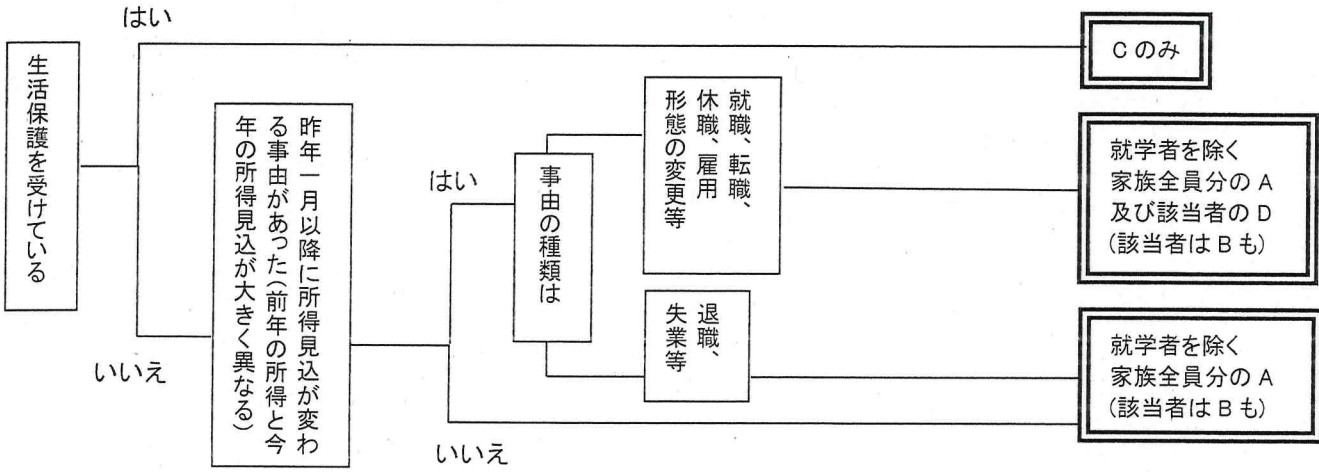 はい
生活保護を受けている
いいえ
昨年一月以降に所得見込が変わ
る事由があった(前年の所得と今
年の所得見込が大きく異なる)
はい
いいえ
事由の種類は
就職、転職、
休職、雇用
形態の変更等
退職、
失業等
Cのみ
就学者を除く
家族全員分のA
及び該当者のD
(該当者はBも)
就学者を除く
家族全員分のA
(該当者はBも)